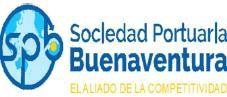 spb Sociedad Portuaria
Buenaventura
EL ALIADO DE LA COMPETITIVIDAD